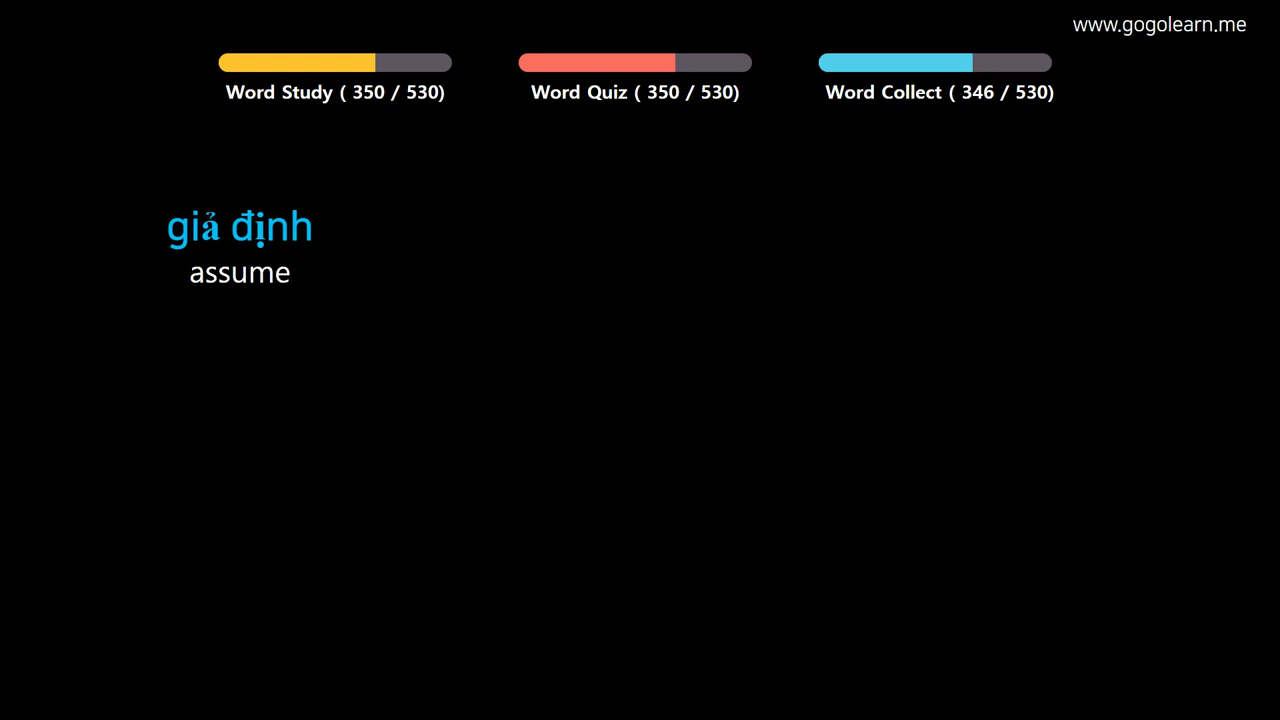 www.gogolearn.me
Word Study ( 350 / 530)
Word Quiz ( 350 / 530)
Word Collect ( 346 / 530)
giả định
assume